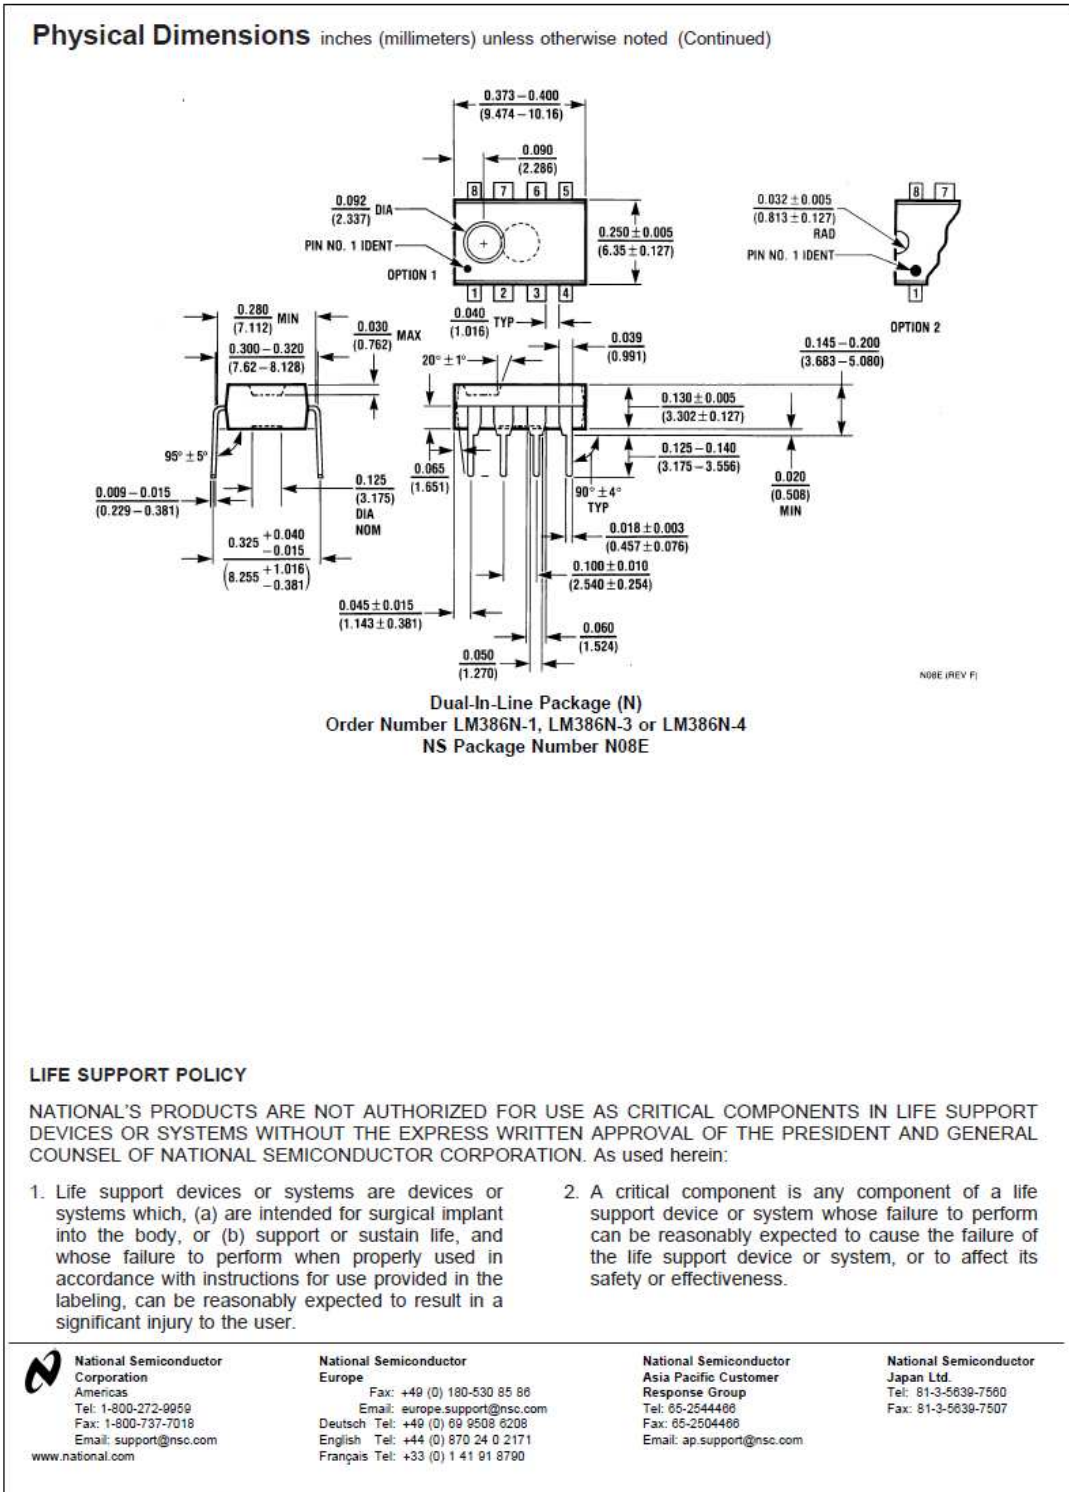 Physical Dimensions inches (millimeters) unless otherwise noted (Continued)
0.373 – 0.400
(9.474 – 10.16)
0.090
(2.286)
8 7 6 5
0.092
(2.337) DIA
PIN NO. 1 IDENT
OPTION 1
0.250 ± 0.005
(6.35 ± 0.127)
1 2 3 4
0.032 ± 0.005
(0.813 ± 0.127)
RAD
8 7
PIN NO. 1 IDENT
1
OPTION 2
0.280
(7.112) MIN
0.300 – 0.320
(7.62 – 8.128)
0.030
(0.762) MAX
0.040
(1.016) TYP
20° ± 1°
0.039
(0.991)
0.145 – 0.200
(3.683 – 5.080)
0.130 ± 0.005
(3.302 ± 0.127)
0.125 – 0.140
(3.175 – 3.556)
0.020
(0.508)
MIN
95° ± 5°
0.009 – 0.015
(0.229 – 0.381)
0.125
(3.175)
DIA
NOM
0.065
(1.651)
90° ± 4°
TYP
0.018 ± 0.003
(0.457 ± 0.076)
0.325 +0.040
–0.015
(8.255 +1.016
–0.381)
0.100 ± 0.010
(2.540 ± 0.254)
0.045 ± 0.015
(1.143 ± 0.381)
0.060
(1.524)
0.050
(1.270)
N08E (REV F)
Dual-In-Line Package (N)
Order Number LM386N-1, LM386N-3 or LM386N-4
NS Package Number N08E
LIFE SUPPORT POLICY
NATIONAL'S PRODUCTS ARE NOT AUTHORIZED FOR USE AS CRITICAL COMPONENTS IN LIFE SUPPORT
DEVICES OR SYSTEMS WITHOUT THE EXPRESS WRITTEN APPROVAL OF THE PRESIDENT AND GENERAL
COUNSEL OF NATIONAL SEMICONDUCTOR CORPORATION. As used herein:
1. Life support devices or systems are devices or
systems which, (a) are intended for surgical implant
into the body, or (b) support or sustain life, and
whose failure to perform when properly used in
accordance with instructions for use provided in the
labeling, can be reasonably expected to result in a
significant injury to the user.
2. A critical component is any component of a life
support device or system whose failure to perform
can be reasonably expected to cause the failure of
the life support device or system, or to affect its
safety or effectiveness.
National Semiconductor
Corporation
Americas
Tel: 1-800-272-9959
Fax: 1-800-737-7018
Email: support@nsc.com
www.national.com
National Semiconductor
Europe
Fax: +49 (0) 180-530 85 86
Email: europe.support@nsc.com
Deutsch Tel: +49 (0) 69 9508 6208
English Tel: +44 (0) 870 24 0 2171
Français Tel: +33 (0) 1 41 91 8790
National Semiconductor
Asia Pacific Customer
Response Group
Tel: 65-2544466
Fax: 65-2504466
Email: ap.support@nsc.com
National Semiconductor
Japan Ltd.
Tel: 81-3-5639-7560
Fax: 81-3-5639-7507